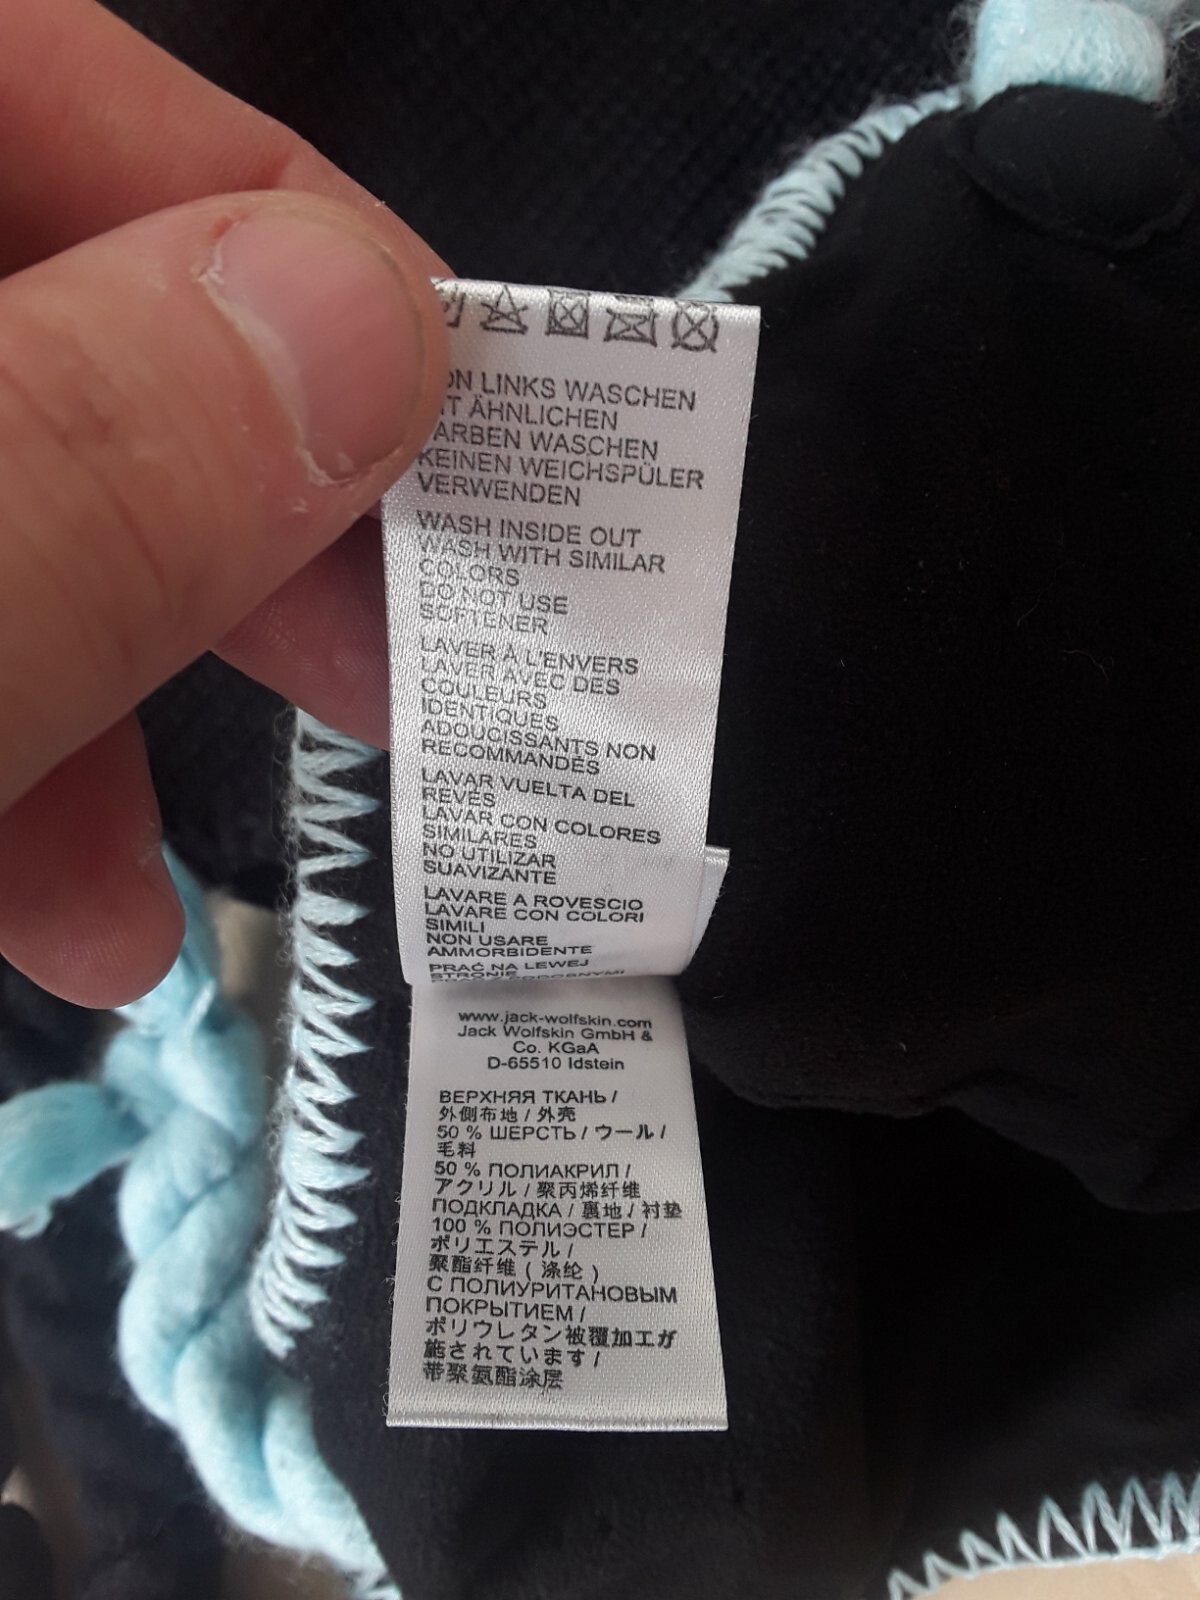 LINKS WASCHEN
ÄHNLICHEN
WASCHEN
KEINEN WEICHSPÜLER
VERWENDEN
WASH INSIDE OUT
WASH WITH SIMILAR
COLORS
DO NOT USE
SOFTENER
LAVER À L'ENVERS
LAVER AVEC DES
COULEURS
IDENTIQUES
ADOUCISSANTS NON
RECOMMANDÉS
LAVAR VUELTA DEL
REVÉS
LAVAR CON COLORES
SIMILARES
NO UTILIZAR
SUAVIZANTE
LAVARE A ROVESCIO
LAVARE CON COLORI
SIMILI
NON USARE
AMMORBIDENTE
PRAĆ NA LEWEJ
STRONIE
www.jack-wolfskin.com
Jack Wolfskin GmbH &
Co. KGaA
D-65510 Idstein
ВЕРХНЯЯ ТКАНЬ /
外側布地 / 外壳
50 % ШЕРСТЬ / ウール /
毛料
50 % ПОЛИАКРИЛ /
アクリル / 聚丙烯纤维
ПОДКЛАДКА / 裏地 / 衬垫
100 % ПОЛИЭСТЕР /
ポリエステル /
聚酯纤维 ( 涤纶 )
С ПОЛИУРИТАНОВЫМ
ПОКРЫТИЕМ /
ポリウレタン被覆加工が
施されています /
带聚氨酯涂层